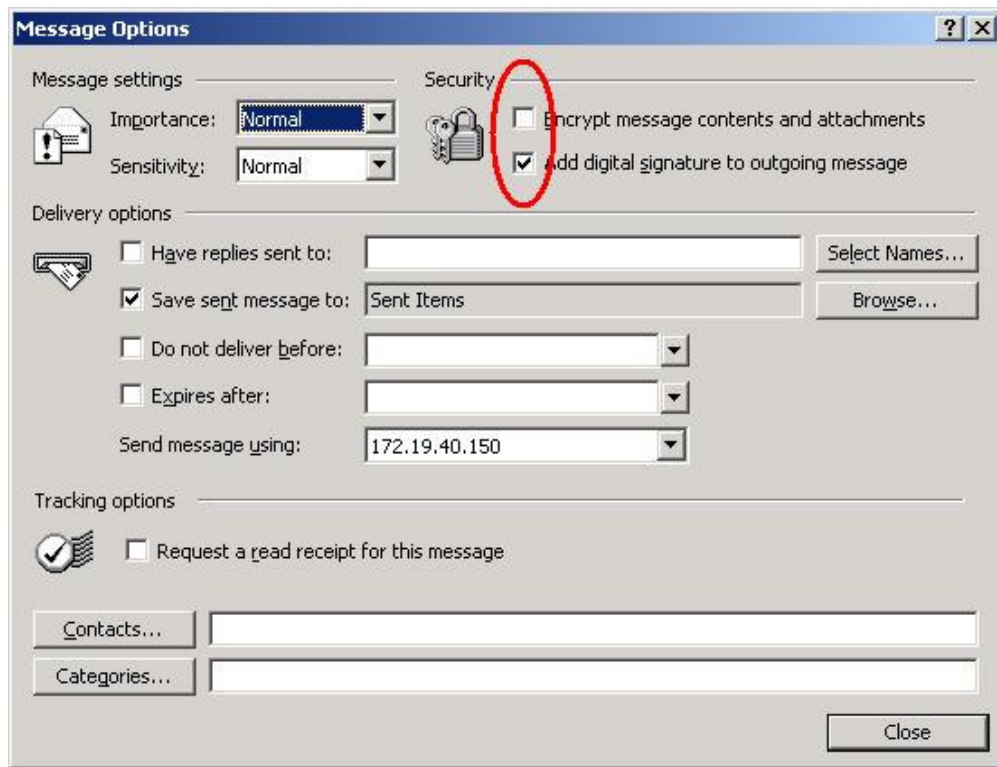 Message Options
Message settings
Security
Importance: Normal
Encrypt message contents and attachments
Sensitivity: Normal
Add digital signature to outgoing message
Delivery options
Have replies sent to:
Select Names...
Save sent message to: Sent Items
Browse...
Do not deliver before:
Expires after:
Send message using: 172.19.40.150
Tracking options
Request a read receipt for this message
Contacts...
Categories...
Close